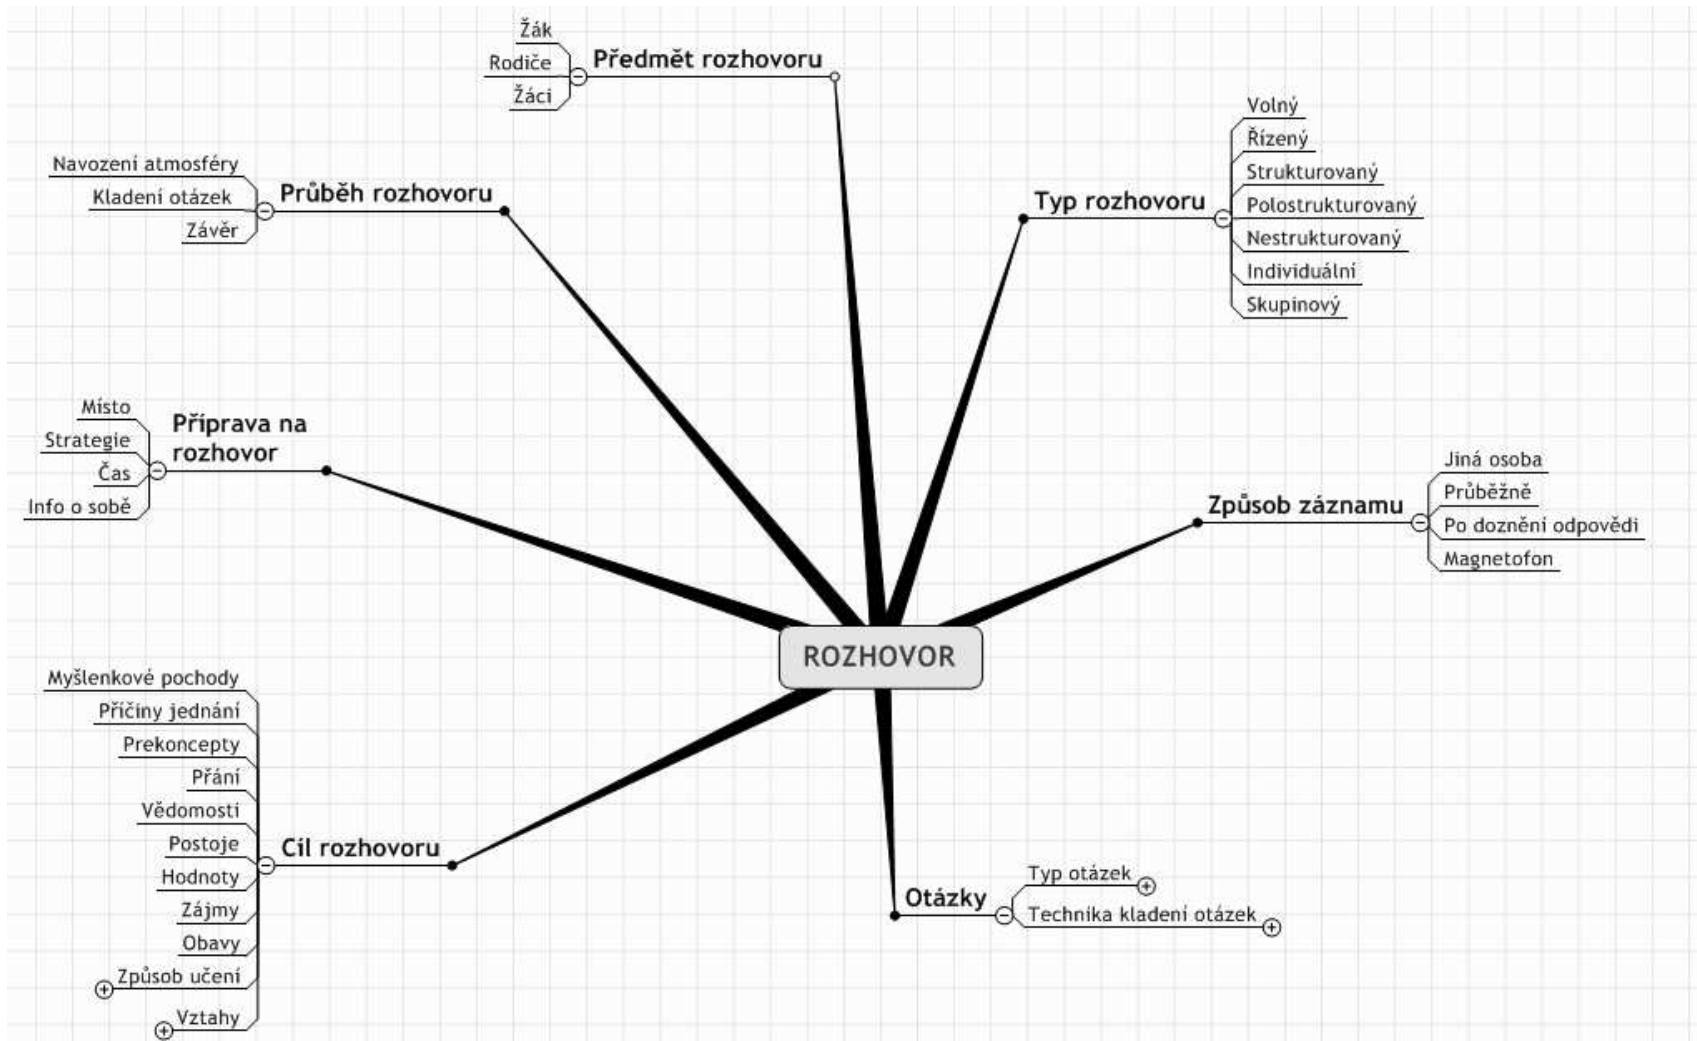 Žák
Rodiče
Žáci
Předmět rozhovoru
Navození atmosféry
Kladení otázek
Závěr
Průběh rozhovoru
Typ rozhovoru
Volný
Řízený
Strukturovaný
Polostrukturovaný
Nestrukturovaný
Individuální
Skupinový
Místo
Strategie
Čas
Info o sobě
Příprava na
rozhovor
Způsob záznamu
Jiná osoba
Průběžně
Po doznění odpovědi
Magnetofon
ROZHOVOR
Myšlenkové pochody
Příčiny jednání
Prekoncepty
Přání
Vědomosti
Postoje
Hodnoty
Zájmy
Obavy
Způsob učení
Vztahy
Cíl rozhovoru
Otázky
Typ otázek
Technika kladení otázek